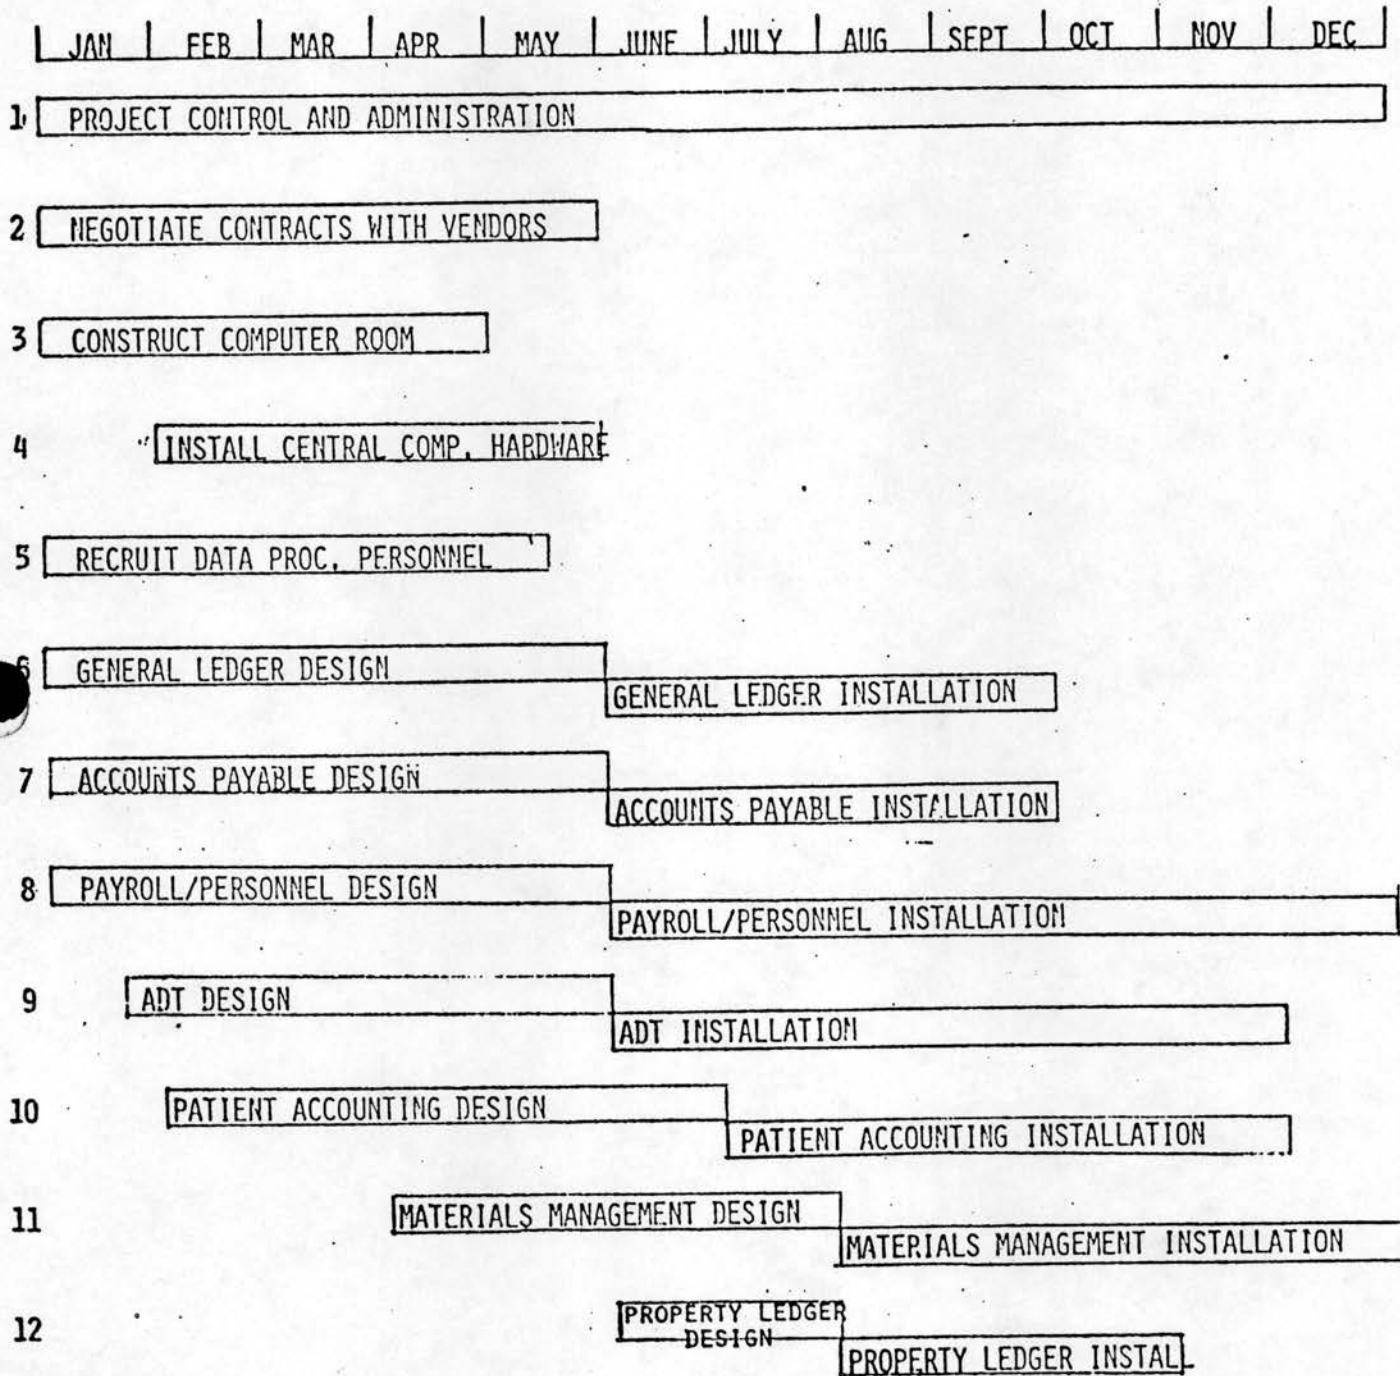 JAN FEB MAR APR MAY JUNE JULY AUG SEPT OCT NOV DEC
1 PROJECT CONTROL AND ADMINISTRATION
2 NEGOTIATE CONTRACTS WITH VENDORS
3 CONSTRUCT COMPUTER ROOM
4 INSTALL CENTRAL COMP. HARDWARE
5 RECRUIT DATA PROC. PERSONNEL
6 GENERAL LEDGER DESIGN
GENERAL LEDGER INSTALLATION
7 ACCOUNTS PAYABLE DESIGN
ACCOUNTS PAYABLE INSTALLATION
8 PAYROLL/PERSONNEL DESIGN
PAYROLL/PERSONNEL INSTALLATION
9 ADT DESIGN
ADT INSTALLATION
10 PATIENT ACCOUNTING DESIGN
PATIENT ACCOUNTING INSTALLATION
11 MATERIALS MANAGEMENT DESIGN
MATERIALS MANAGEMENT INSTALLATION
12 PROPERTY LEDGER
DESIGN
PROPERTY LEDGER INSTAL